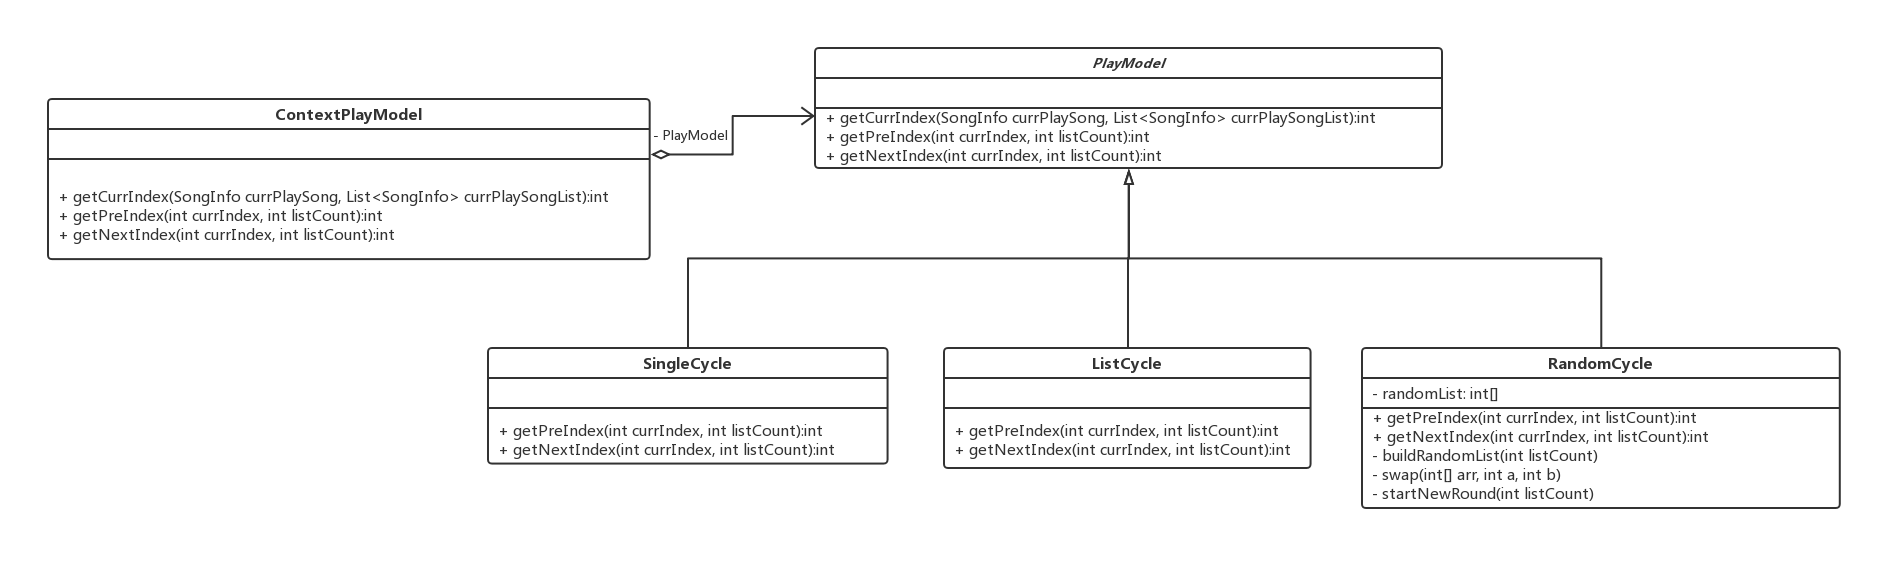 PlayModel
+ getCurrIndex(SongInfo currPlaySong, List<SongInfo> currPlaySongList):int
+ getPreIndex(int currIndex, int listCount):int
+ getNextIndex(int currIndex, int listCount):int
ContextPlayModel
+ getCurrIndex(SongInfo currPlaySong, List<SongInfo> currPlaySongList):int
+ getPreIndex(int currIndex, int listCount):int
+ getNextIndex(int currIndex, int listCount):int
- PlayModel
SingleCycle
+ getPreIndex(int currIndex, int listCount):int
+ getNextIndex(int currIndex, int listCount):int
ListCycle
+ getPreIndex(int currIndex, int listCount):int
+ getNextIndex(int currIndex, int listCount):int
RandomCycle
- randomList: int[]
+ getPreIndex(int currIndex, int listCount):int
+ getNextIndex(int currIndex, int listCount):int
- buildRandomList(int listCount)
- swap(int[] arr, int a, int b)
- startNewRound(int listCount)